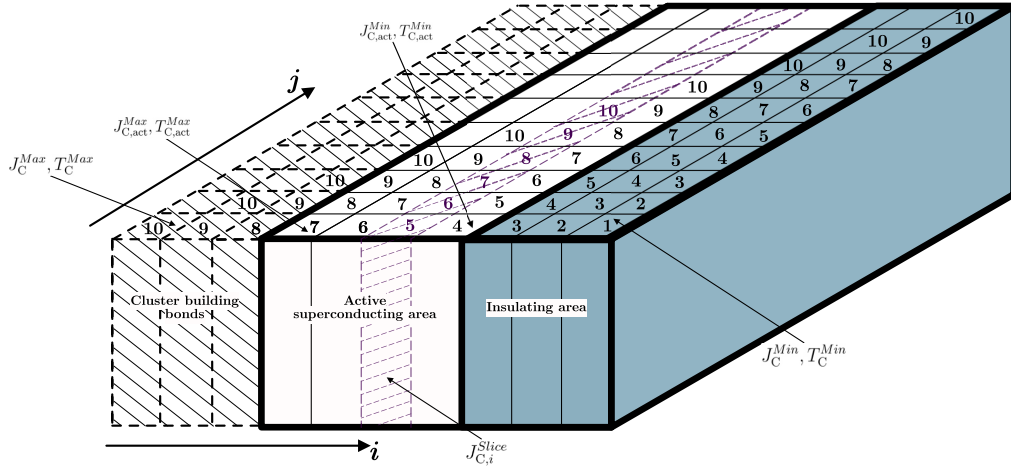 10
J_{C,act}^{Min}, T_{C,act}^{Min}
10 9
10 9 8
j
10 9 8 7
10 9 8 7 6
J_{C,act}^{Max}, T_{C,act}^{Max}
10 9 8 7 6 5
J_C^{Max}, T_C^{Max}
10 9 8 7 6 5 4
10 9 8 7 6 5 4 3
10 9 8 7 6 5 4 3 2
10 9 8 7 6 5 4 3 2 1
Cluster building
bonds
Active
superconducting area
Insulating area
J_C^{Min}, T_C^{Min}
i
J_{C,i}^{Slice}